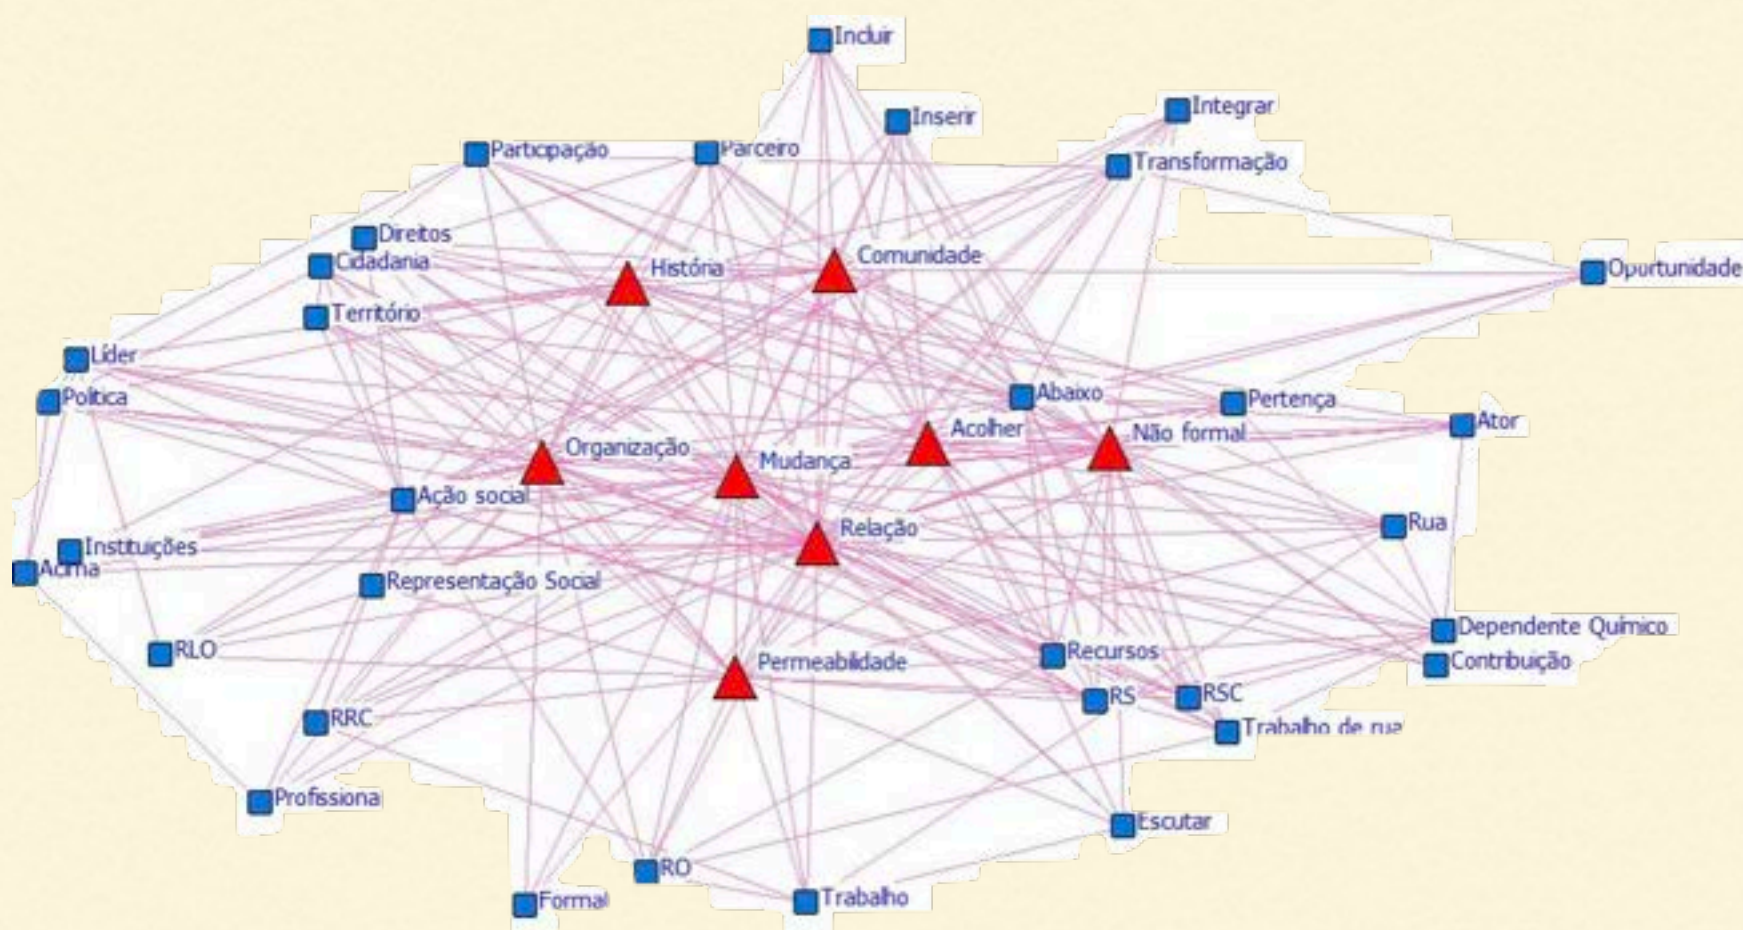 Incluir
Integrar
Inserir
Participação
Parceiro
Transformação
Direitos
Cidadania
Comunidade
História
Oportunidade
Território
Líder
Política
Abaixo
Pertença
Ator
Acolher
Não formal
Organização
Mudança
Ação social
Relação
Rua
Instituições
Acima
Representação Social
Dependente Químico
RLO
Recursos
Permeabilidade
Contribuição
RS
RSC
RRC
Trabalho de rua
Profissional
Escutar
RO
Formal
Trabalho